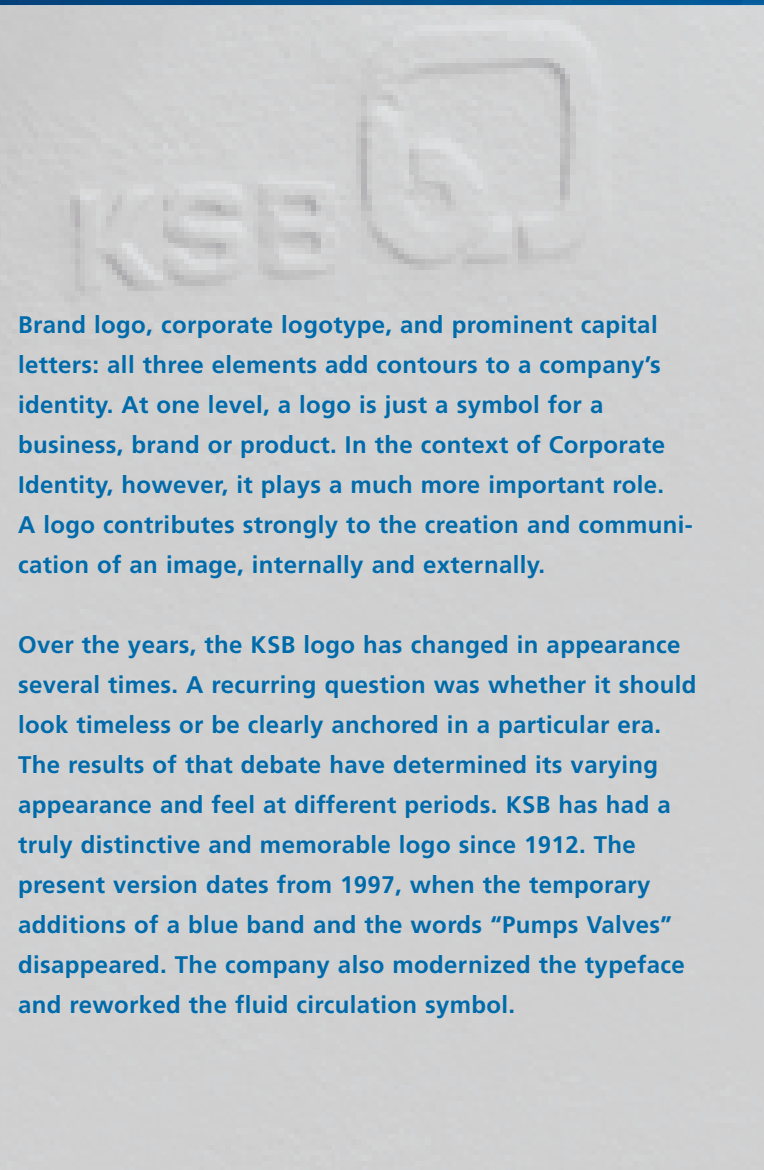 KSB
Brand logo, corporate logotype, and prominent capital
letters: all three elements add contours to a company’s
identity. At one level, a logo is just a symbol for a
business, brand or product. In the context of Corporate
Identity, however, it plays a much more important role.
A logo contributes strongly to the creation and communi-
cation of an image, internally and externally.
Over the years, the KSB logo has changed in appearance
several times. A recurring question was whether it should
look timeless or be clearly anchored in a particular era.
The results of that debate have determined its varying
appearance and feel at different periods. KSB has had a
truly distinctive and memorable logo since 1912. The
present version dates from 1997, when the temporary
additions of a blue band and the words “Pumps Valves”
disappeared. The company also modernized the typeface
and reworked the fluid circulation symbol.